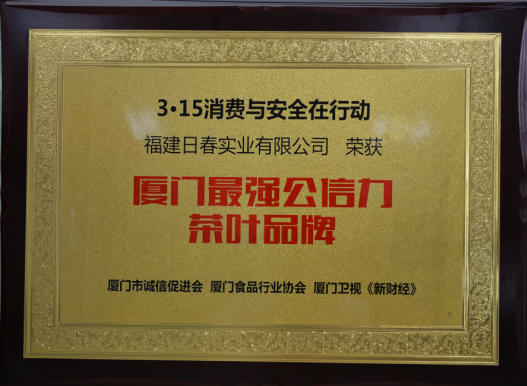 3·15消费与安全在行动
福建日春实业有限公司 荣获
厦门最强公信力
茶叶品牌
厦门市诚信促进会 厦门食品行业协会 厦门卫视《新财经》